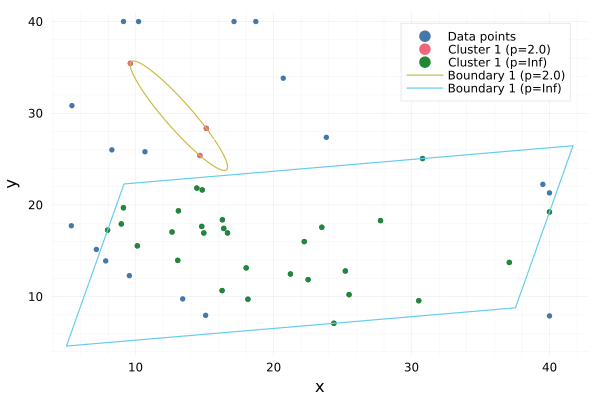 40
30
20
10
y
10
20
30
40
x
Data points
Cluster 1 (p=2.0)
Cluster 1 (p=Inf)
Boundary 1 (p=2.0)
Boundary 1 (p=Inf)